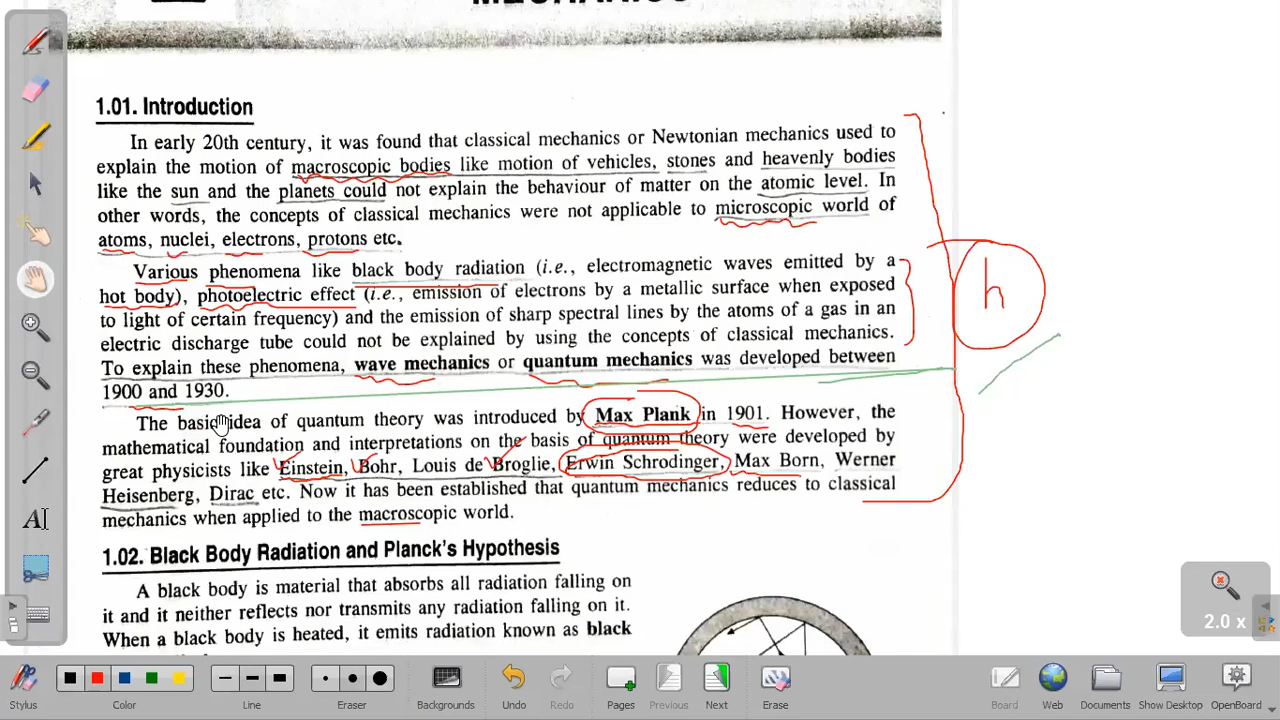 MECHANICS
1.01. Introduction
In early 20th century, it was found that classical mechanics or Newtonian mechanics used to
explain the motion of macroscopic bodies like motion of vehicles, stones and heavenly bodies
like the sun and the planets could not explain the behaviour of matter on the atomic level. In
other words, the concepts of classical mechanics were not applicable to microscopic world of
atoms, nuclei, electrons, protons etc.
Various phenomena like black body radiation (i.e., electromagnetic waves emitted by a
hot body), photoelectric effect (i.e., emission of electrons by a metallic surface when exposed
to light of certain frequency) and the emission of sharp spectral lines by the atoms of a gas in an
electric discharge tube could not be explained by using the concepts of classical mechanics.
To explain these phenomena, wave mechanics or quantum mechanics was developed between
1900 and 1930.
h
The basic idea of quantum theory was introduced by Max Plank in 1901. However, the
mathematical foundation and interpretations on the basis of quantum theory were developed by
great physicists like Einstein, Bohr, Louis de Broglie, Erwin Schrodinger, Max Born, Werner
Heisenberg, Dirac etc. Now it has been established that quantum mechanics reduces to classical
mechanics when applied to the macroscopic world.
1.02. Black Body Radiation and Planck's Hypothesis
A black body is material that absorbs all radiation falling on
it and it neither reflects nor transmits any radiation falling on it.
When a black body is heated, it emits radiation known as black
2.0 x
Stylus Color Line Eraser Backgrounds Undo Redo Pages Previous Next Erase Board Web Documents Show Desktop OpenBoard